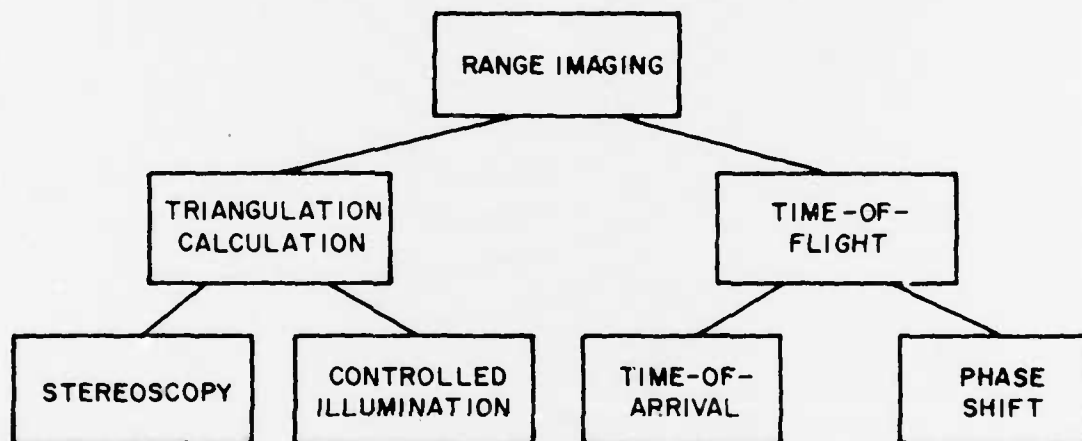 RANGE IMAGING
TRIANGULATION
CALCULATION
TIME-OF-
FLIGHT
STEREOSCOPY
CONTROLLED
ILLUMINATION
TIME-OF-
ARRIVAL
PHASE
SHIFT